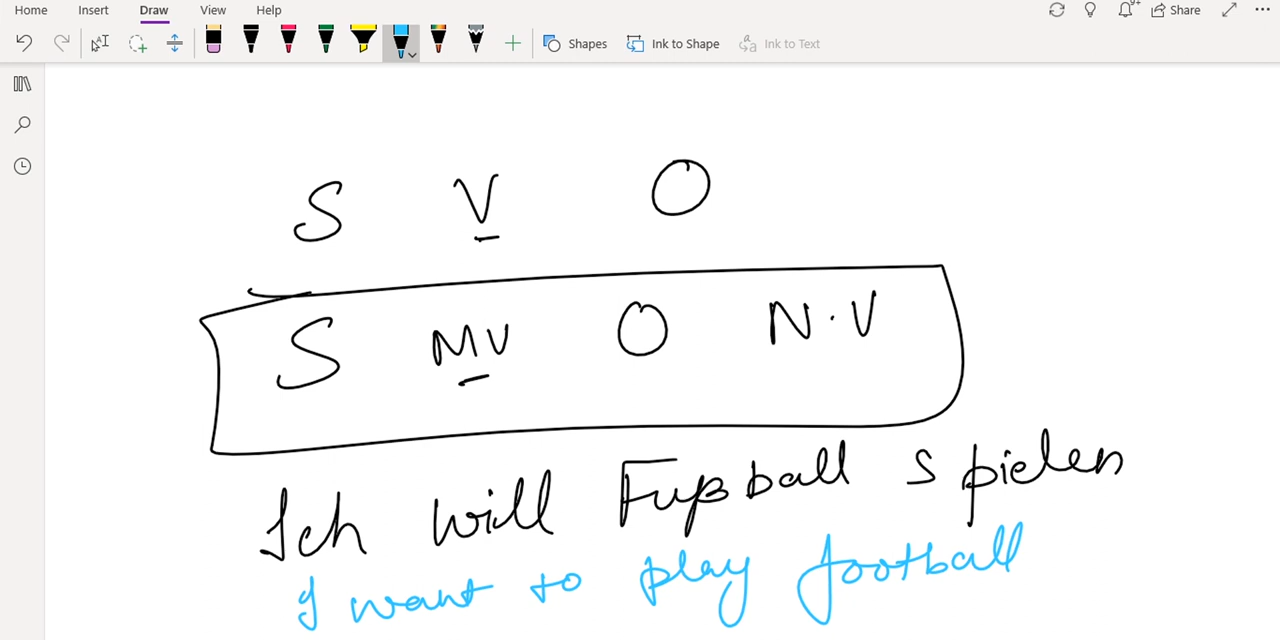 Home Insert Draw View Help
9+ Share
Shapes Ink to Shape Ink to Text
S V O
S MV O N.V
Ich will Fußball spielen
I want to play football